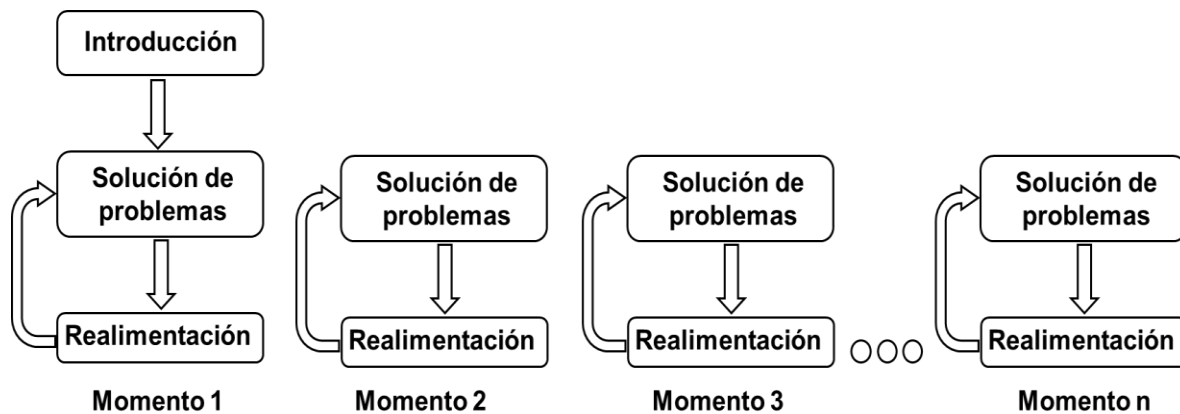 Introducción
Solución de
problemas
Realimentación
Momento 1
Solución de
problemas
Realimentación
Momento 2
Solución de
problemas
Realimentación
Momento 3
Solución de
problemas
Realimentación
Momento n